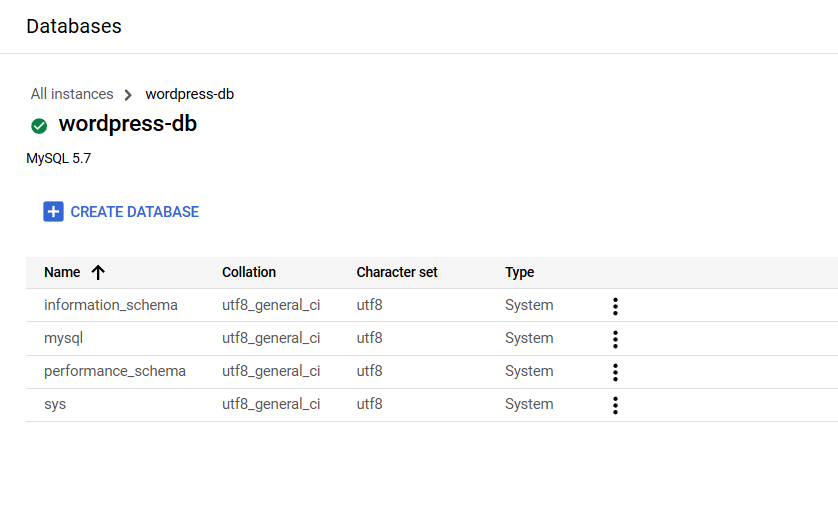 Databases
All instances > wordpress-db
wordpress-db
MySQL 5.7
CREATE DATABASE
Name Collation Character set Type
information_schema utf8_general_ci utf8 System
mysql utf8_general_ci utf8 System
performance_schema utf8_general_ci utf8 System
sys utf8_general_ci utf8 System